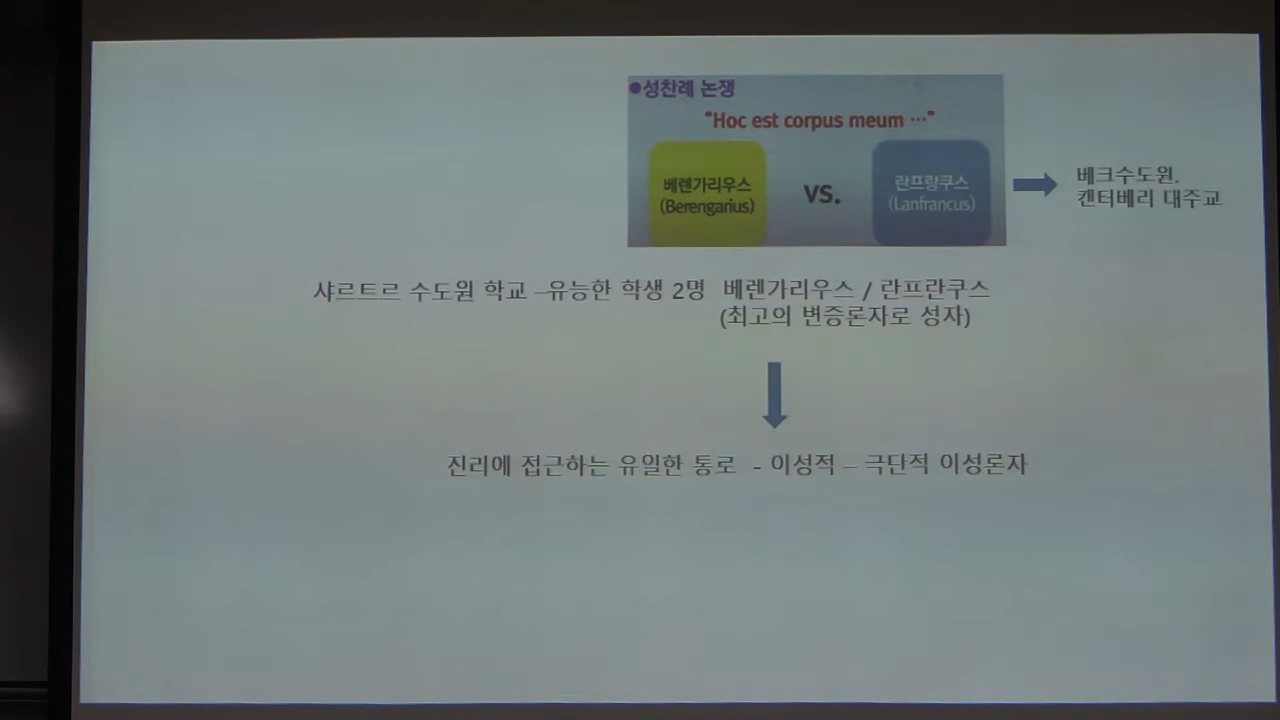 ●성찬례 논쟁
"Hoc est corpus meum …"
베렌가리우스
(Berengarius)
vs.
란프랑쿠스
(Lanfrancus)
베크수도원.
캔터베리 대주교
샤르트르 수도원 학교 –유능한 학생 2명 베렌가리우스 / 란프란쿠스
(최고의 변증론자로 성자)
진리에 접근하는 유일한 통로 - 이성적 – 극단적 이성론자